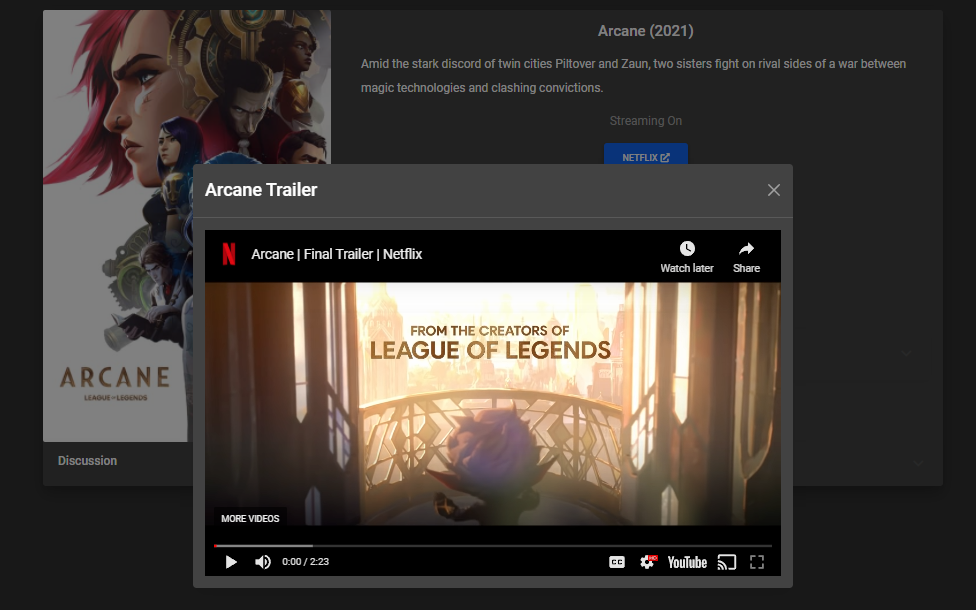 Arcane (2021)
Amid the stark discord of twin cities Piltover and Zaun, two sisters fight on rival sides of a war between
magic technologies and clashing convictions.
Streaming On
NETFLIX
ARCANE
LEAGUE OF LEGENDS
Discussion
Arcane Trailer
N
Arcane | Final Trailer | Netflix
Watch later
Share
FROM THE CREATORS OF
LEAGUE OF LEGENDS
MORE VIDEOS
0:00 / 2:23
CC
HD
YouTube